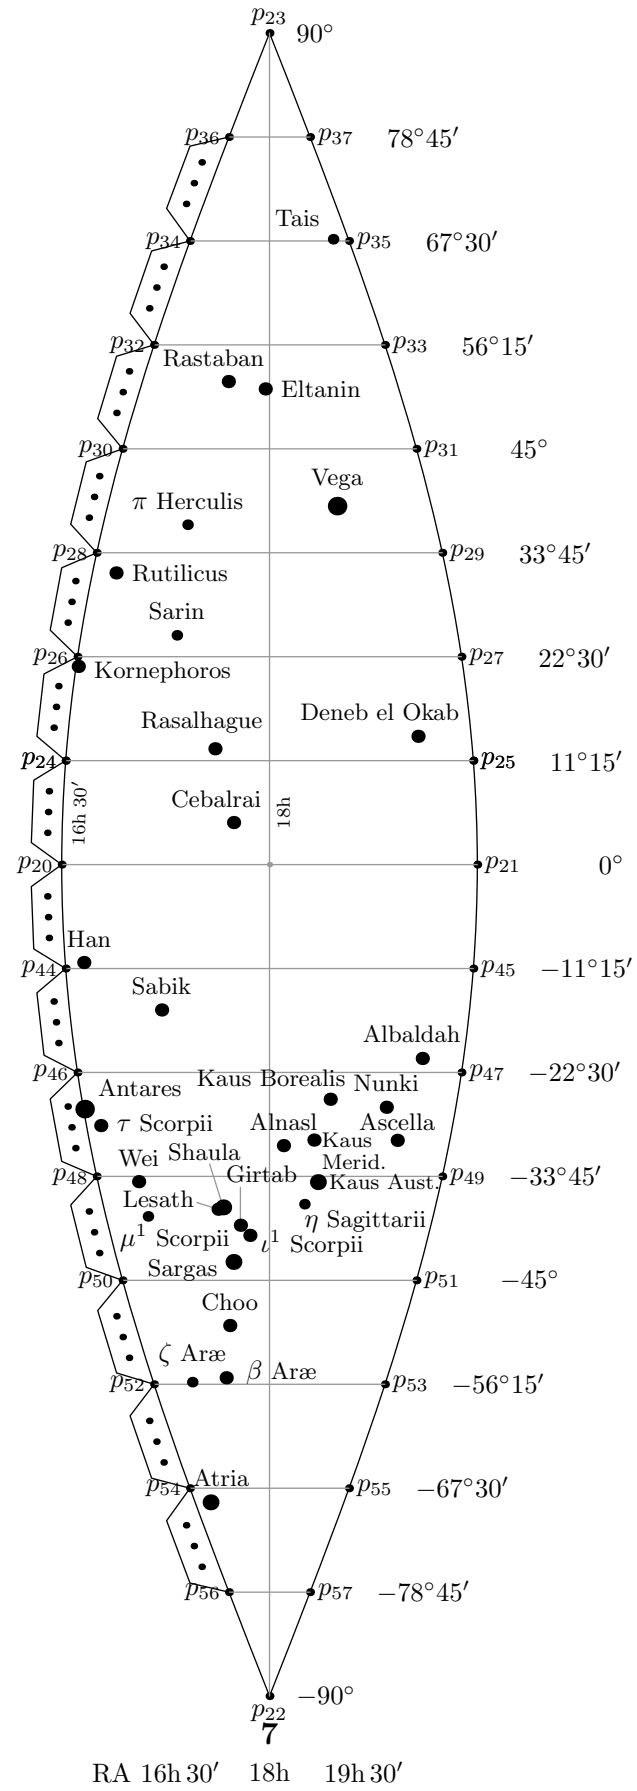 p23
90°
p36 p37 78°45′
Tais
p34 p35 67°30′
p32 p33 56°15′
Rastaban
Eltanin
p30 p31 45°
Vega
π Herculis
p28 p29 33°45′
Rutilicus
Sarin
p26 p27 22°30′
Kornephoros
Deneb el Okab
Rasalhague
p24 p25 11°15′
Cebalrai
16h 30′
18h
p20 p21 0°
Han
p44 p45 −11°15′
Sabik
Albaldah
p46 p47 −22°30′
Kaus Borealis
Nunki
Antares
τ Scorpii
Alnasl
Ascella
Kaus
Merid.
Shaula
Wei
Girtab
p48 p49 −33°45′
Kaus Aust.
Lesath
η Sagittarii
μ¹ Scorpii
ι¹ Scorpii
Sargas
p50 p51 −45°
Choo
ζ Aræ
β Aræ
p52 p53 −56°15′
Atria
p54 p55 −67°30′
p56 p57 −78°45′
−90°
p22
7
RA 16h 30′ 18h 19h 30′